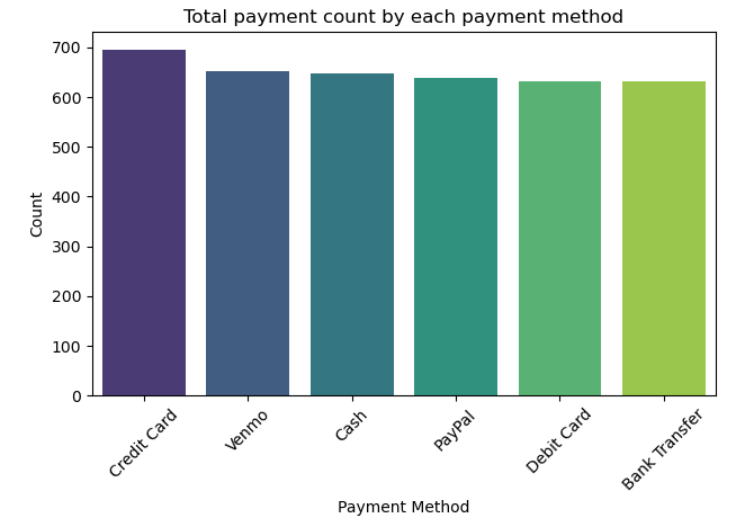 Total payment count by each payment method
700
600
500
400
300
200
100
0
Count
Credit Card
Venmo
Cash
PayPal
Debit Card
Bank Transfer
Payment Method